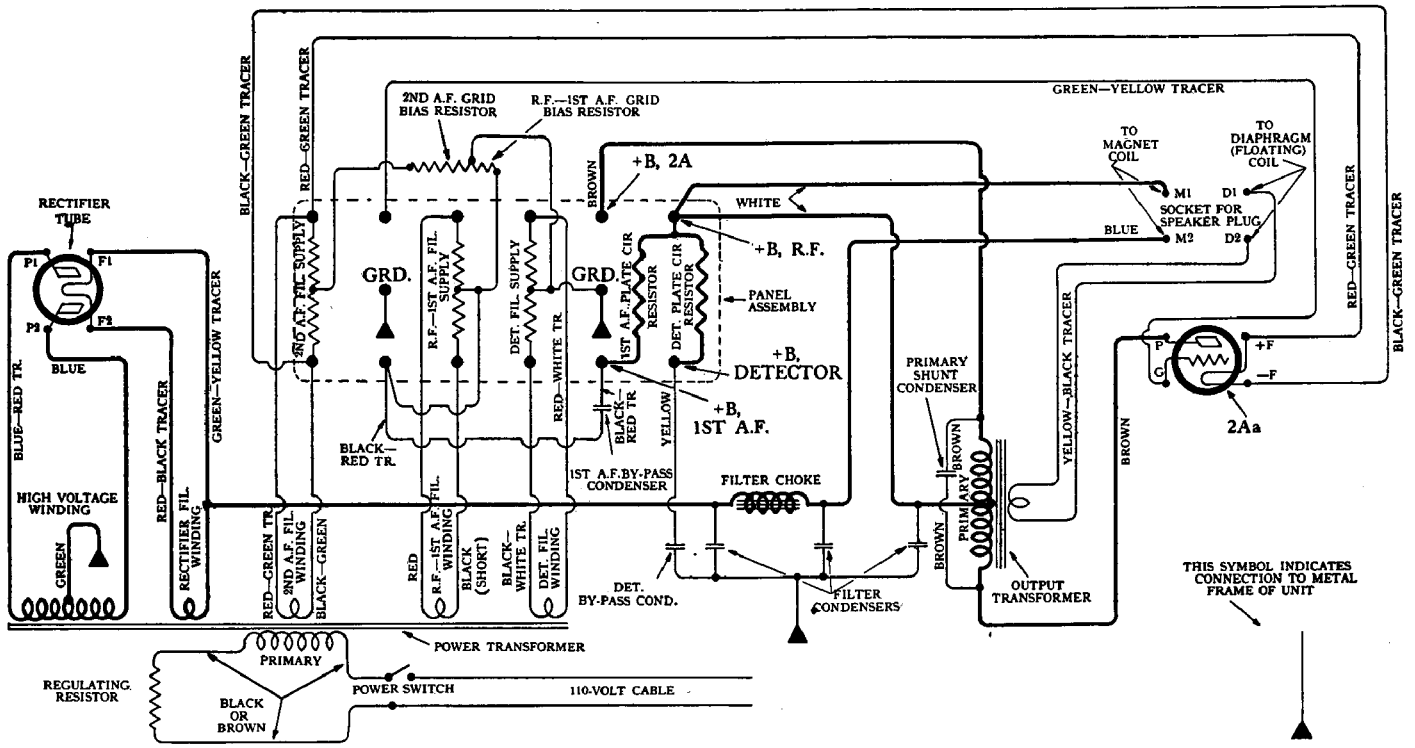 GREEN—YELLOW TRACER
BLACK—GREEN TRACER
RED—GREEN TRACER
2ND A.F. GRID
BIAS RESISTOR
R.F.—1ST A.F. GRID
BIAS RESISTOR
BROWN
+B, 2A
WHITE
TO
MAGNET
COIL
TO
DIAPHRAGM
(FLOATING)
COIL
M1
D1
SOCKET FOR
SPEAKER PLUG
M2
D2
BLUE
RED—GREEN TRACER
BLACK—GREEN TRACER
RECTIFIER
TUBE
P1
F1
P2
F2
BLUE
BLUE—RED TR.
RED—BLACK TRACER
GREEN—YELLOW TRACER
2ND A.F. FIL. SUPPLY
GRD.
R.F.—1ST A.F. FIL.
SUPPLY
DET. FIL. SUPPLY
GRD.
1ST A.F. PLATE CIR
RESISTOR
DET. PLATE CIR
RESISTOR
+B, R.F.
PANEL
ASSEMBLY
+B,
DETECTOR
+B,
1ST A.F.
RED—WHITE TR.
BLACK—
RED TR.
BLACK—
RED TR
YELLOW
1ST A.F. BY-PASS
CONDENSER
FILTER CHOKE
PRIMARY
SHUNT
CONDENSER
BROWN
BROWN
PRIMARY
YELLOW—BLACK TRACER
BROWN
P
G
+F
—F
2Aa
HIGH VOLTAGE
WINDING
GREEN
RECTIFIER FIL.
WINDING
RED—GREEN TR.
2ND A.F. FIL.
WINDING
BLACK—GREEN
RED
R.F.—1ST A.F. FIL.
WINDING
BLACK
(SHORT)
BLACK—
WHITE TR.
DET. FIL.
WINDING
DET.
BY-PASS COND.
FILTER
CONDENSERS
OUTPUT
TRANSFORMER
THIS SYMBOL INDICATES
CONNECTION TO METAL
FRAME OF UNIT
POWER TRANSFORMER
PRIMARY
REGULATING
RESISTOR
BLACK
OR
BROWN
POWER SWITCH
110-VOLT CABLE